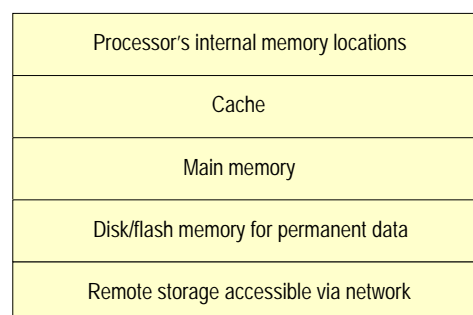 Processor’s internal memory locations
Cache
Main memory
Disk/flash memory for permanent data
Remote storage accessible via network